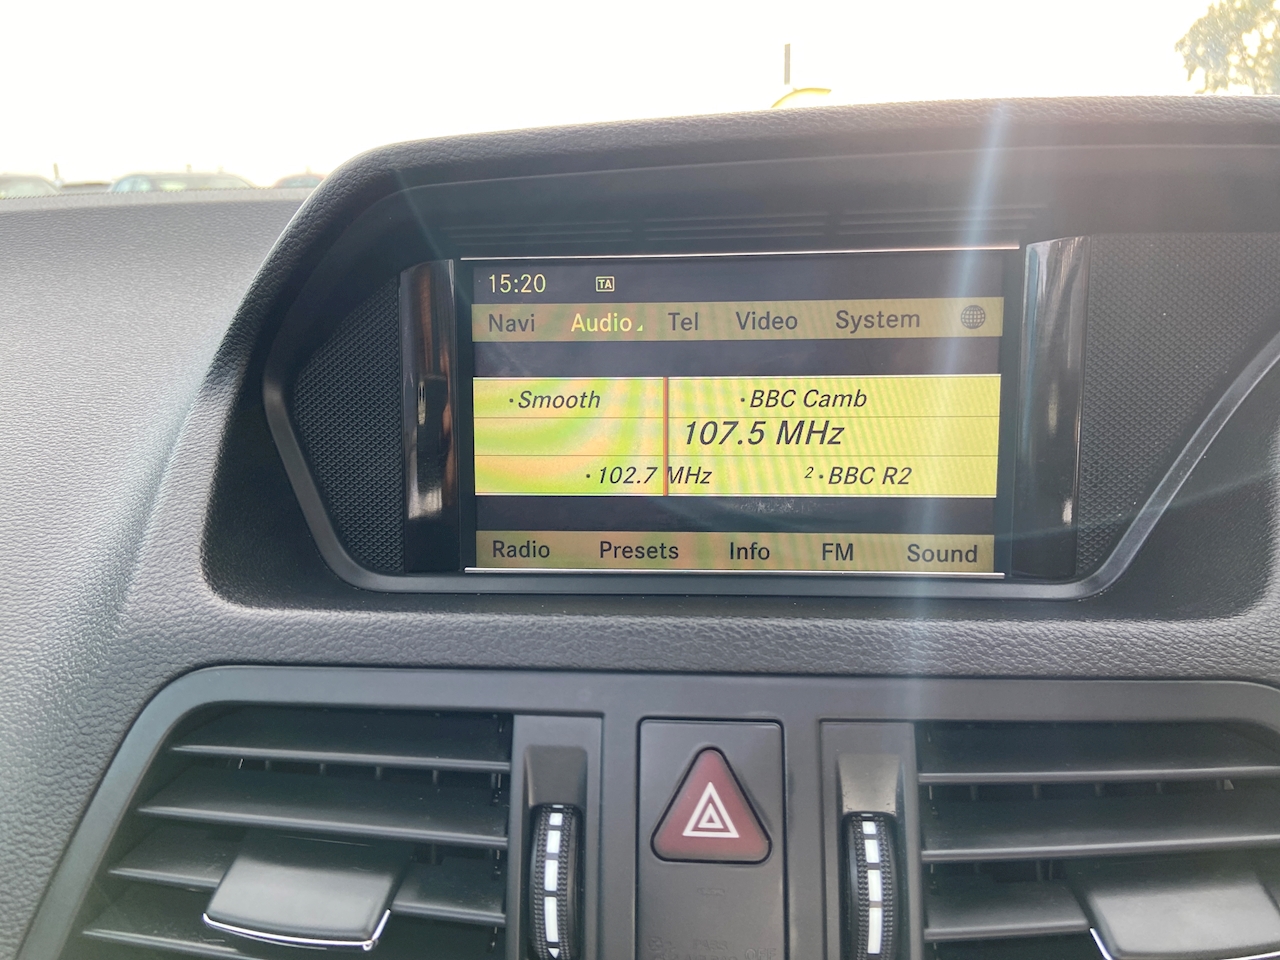 15:20 TA
Navi Audio Tel Video System
·Smooth ·BBC Camb
107.5 MHz
·102.7 MHz 2·BBC R2
Radio Presets Info FM Sound